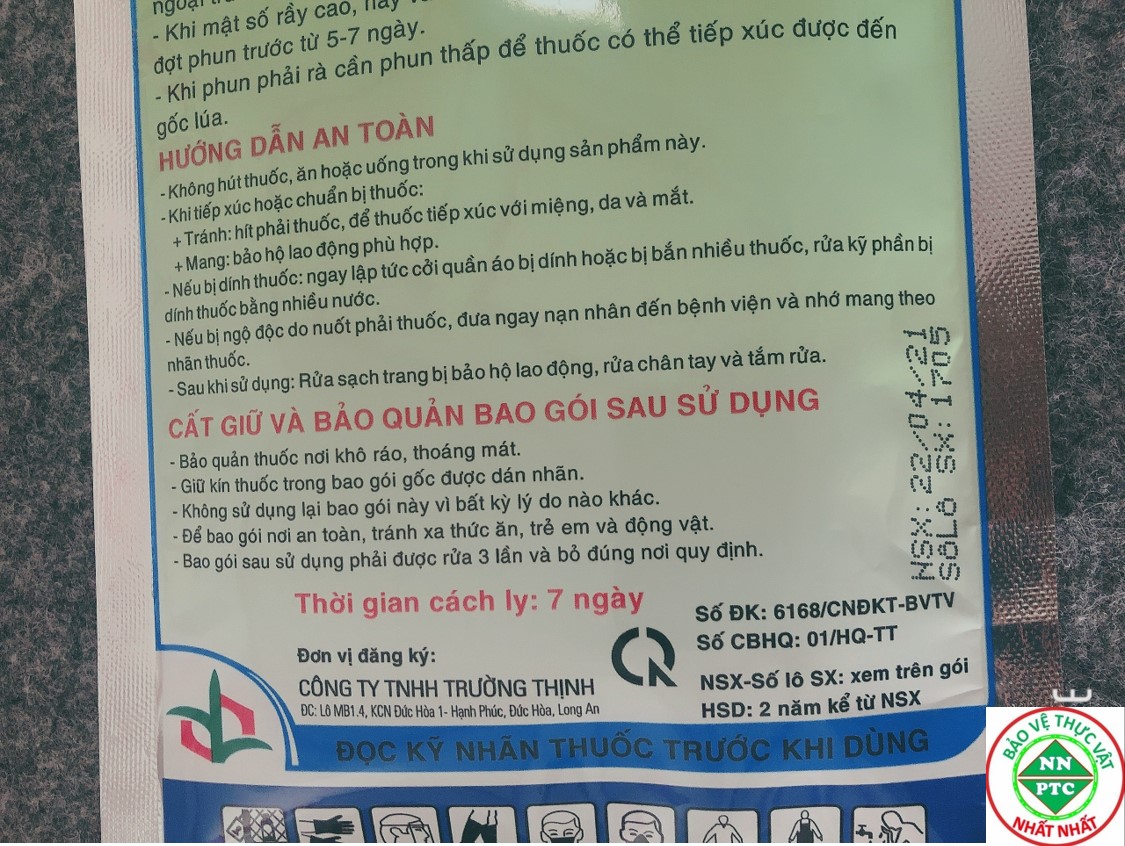 - Khi mật số rầy cao,
đợt phun trước từ 5-7 ngày.
- Khi phun phải rà cần phun thấp để thuốc có thể tiếp xúc được đến
gốc lúa.
HƯỚNG DẪN AN TOÀN
- Không hút thuốc, ăn hoặc uống trong khi sử dụng sản phẩm này.
- Khi tiếp xúc hoặc chuẩn bị thuốc:
+ Tránh: hít phải thuốc, để thuốc tiếp xúc với miệng, da và mắt.
+ Mang: bảo hộ lao động phù hợp.
- Nếu bị dính thuốc: ngay lập tức cởi quần áo bị dính hoặc bị bắn nhiều thuốc, rửa kỹ phần bị
dính thuốc bằng nhiều nước.
- Nếu bị ngộ độc do nuốt phải thuốc, đưa ngay nạn nhân đến bệnh viện và nhớ mang theo
nhãn thuốc.
- Sau khi sử dụng: Rửa sạch trang bị bảo hộ lao động, rửa chân tay và tắm rửa.
CẤT GIỮ VÀ BẢO QUẢN BAO GÓI SAU SỬ DỤNG
- Bảo quản thuốc nơi khô ráo, thoáng mát.
- Giữ kín thuốc trong bao gói gốc được dán nhãn.
- Không sử dụng lại bao gói này vì bất kỳ lý do nào khác.
- Để bao gói nơi an toàn, tránh xa thức ăn, trẻ em và động vật.
- Bao gói sau sử dụng phải được rửa 3 lần và bỏ đúng nơi quy định.
NSX: 22/04/21
SốLô SX: 1705
Thời gian cách ly: 7 ngày
Số ĐK: 6168/CNĐKT-BVTV
Số CBHQ: 01/HQ-TT
NSX-Số lô SX: xem trên gói
HSD: 2 năm kể từ NSX
Đơn vị đăng ký:
CÔNG TY TNHH TRƯỜNG THỊNH
ĐC: Lô MB1.4, KCN Đức Hòa 1- Hạnh Phúc, Đức Hòa, Long An
ĐỌC KỸ NHÃN THUỐC TRƯỚC KHI DÙNG
BẢO VỆ THỰC VẬT
NN
PTC
NHẤT NHẤT